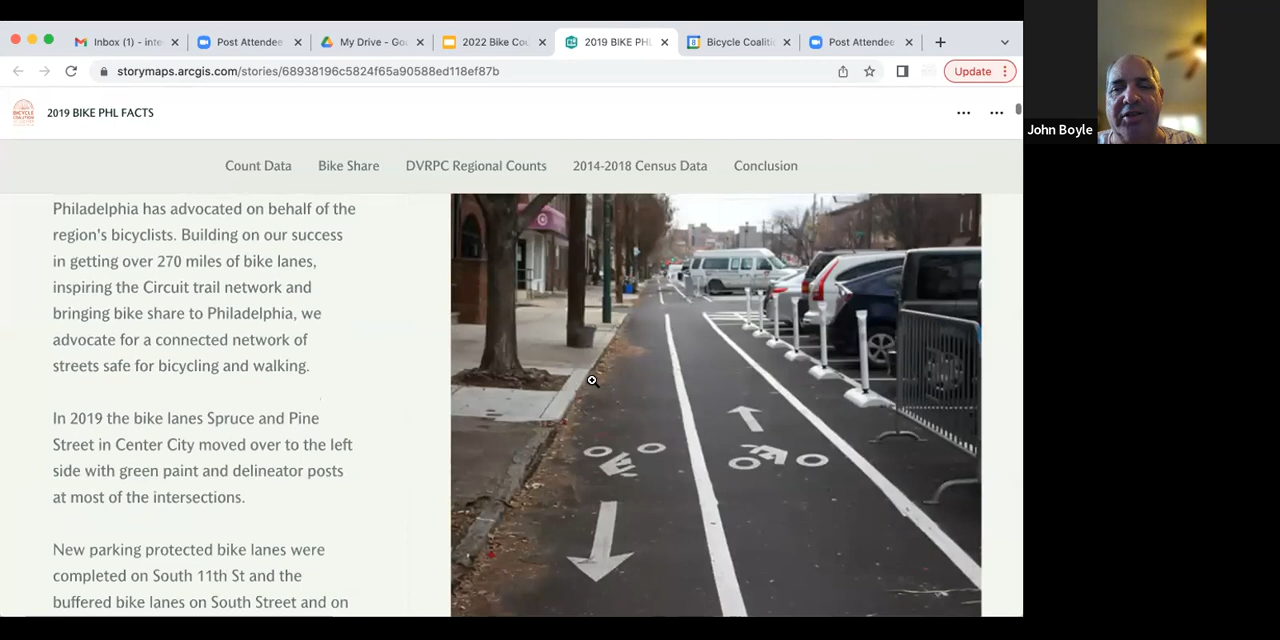 Inbox (1) - inte
Post Attendee
My Drive - Go
2022 Bike Cou
2019 BIKE PHL
Bicycle Coaliti
Post Attendee
storymaps.arcgis.com/stories/68938196c5824f65a90588ed118ef87b
Update
2019 BIKE PHL FACTS
BICYCLE
COALITION
Count Data
Bike Share
DVRPC Regional Counts
2014-2018 Census Data
Conclusion
Philadelphia has advocated on behalf of the
region's bicyclists. Building on our success
in getting over 270 miles of bike lanes,
inspiring the Circuit trail network and
bringing bike share to Philadelphia, we
advocate for a connected network of
streets safe for bicycling and walking.
In 2019 the bike lanes Spruce and Pine
Street in Center City moved over to the left
side with green paint and delineator posts
at most of the intersections.
New parking protected bike lanes were
completed on South 11th St and the
buffered bike lanes on South Street and on
John Boyle